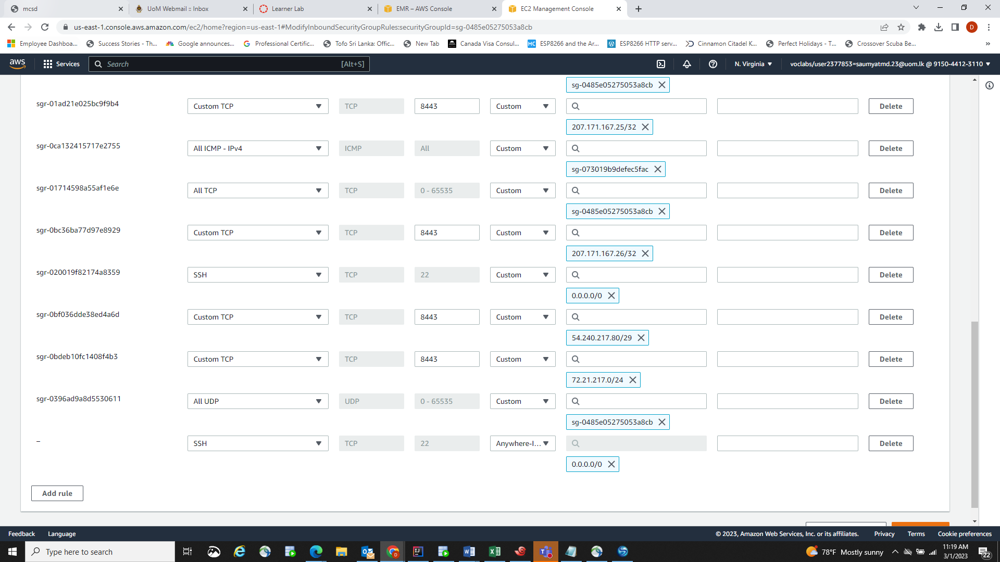 mcsd
UoM Webmail :: Inbox
Learner Lab
EMR – AWS Console
EC2 Management Console
us-east-1.console.aws.amazon.com/ec2/home?region=us-east-1#ModifyInboundSecurityGroupRules:securityGroupId=sg-0485e05275053a8cb
D
Employee Dashboa...
Success Stories - Th...
Google announces...
Professional Certific...
Tofo Sri Lanka: Offic...
New Tab
Canada Visa Consul...
MC ESP8266 and the Ar...
ESP8266 HTTP serv...
Cinnamon Citadel K...
Perfect Holidays - T...
Crossover Scuba Be...
»
aws
Services
Search
[Alt+S]
N. Virginia
voclabs/user2377853=saumyatmd.23@uom.lk @ 9150-4412-3110
sg-0485e05275053a8cb
sgr-01ad21e025bc9f9b4 Custom TCP TCP 8443 Custom Delete
207.171.167.25/32
sgr-0ca132415717e2755 All ICMP - IPv4 ICMP All Custom Delete
sg-073019b9defec5fac
sgr-01714598a55af1e6e All TCP TCP 0 - 65535 Custom Delete
sg-0485e05275053a8cb
sgr-0bc36ba77d97e8929 Custom TCP TCP 8443 Custom Delete
207.171.167.26/32
sgr-020019f82174a8359 SSH TCP 22 Custom Delete
0.0.0.0/0
sgr-0bf036dde38ed4a6d Custom TCP TCP 8443 Custom Delete
54.240.217.80/29
sgr-0bdeb10fc1408f4b3 Custom TCP TCP 8443 Custom Delete
72.21.217.0/24
sgr-0396ad9a8d5530611 All UDP UDP 0 - 65535 Custom Delete
sg-0485e05275053a8cb
– SSH TCP 22 Anywhere-I... Delete
0.0.0.0/0
Add rule
Feedback
Language
© 2023, Amazon Web Services, Inc. or its affiliates.
Privacy
Terms
Cookie preferences
Type here to search
78°F Mostly sunny
11:19 AM
3/1/2023
22